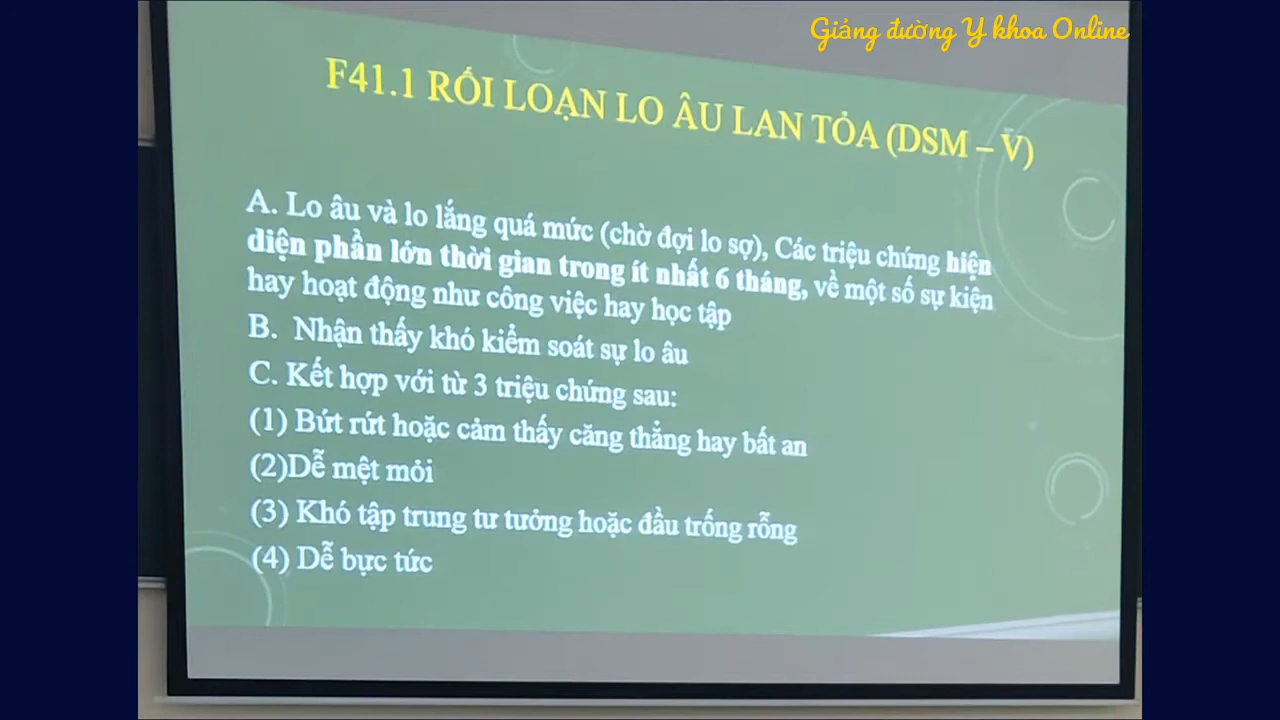 Giảng đường Y khoa Online
F41.1 RỐI LOẠN LO ÂU LAN TỎA (DSM – V)
A. Lo âu và lo lắng quá mức (chờ đợi lo sợ), Các triệu chứng hiện
diện phần lớn thời gian trong ít nhất 6 tháng, về một số sự kiện
hay hoạt động như công việc hay học tập
B. Nhận thấy khó kiểm soát sự lo âu
C. Kết hợp với từ 3 triệu chứng sau:
(1) Bứt rứt hoặc cảm thấy căng thẳng hay bất an
(2)Dễ mệt mỏi
(3) Khó tập trung tư tưởng hoặc đầu trống rỗng
(4) Dễ bực tức